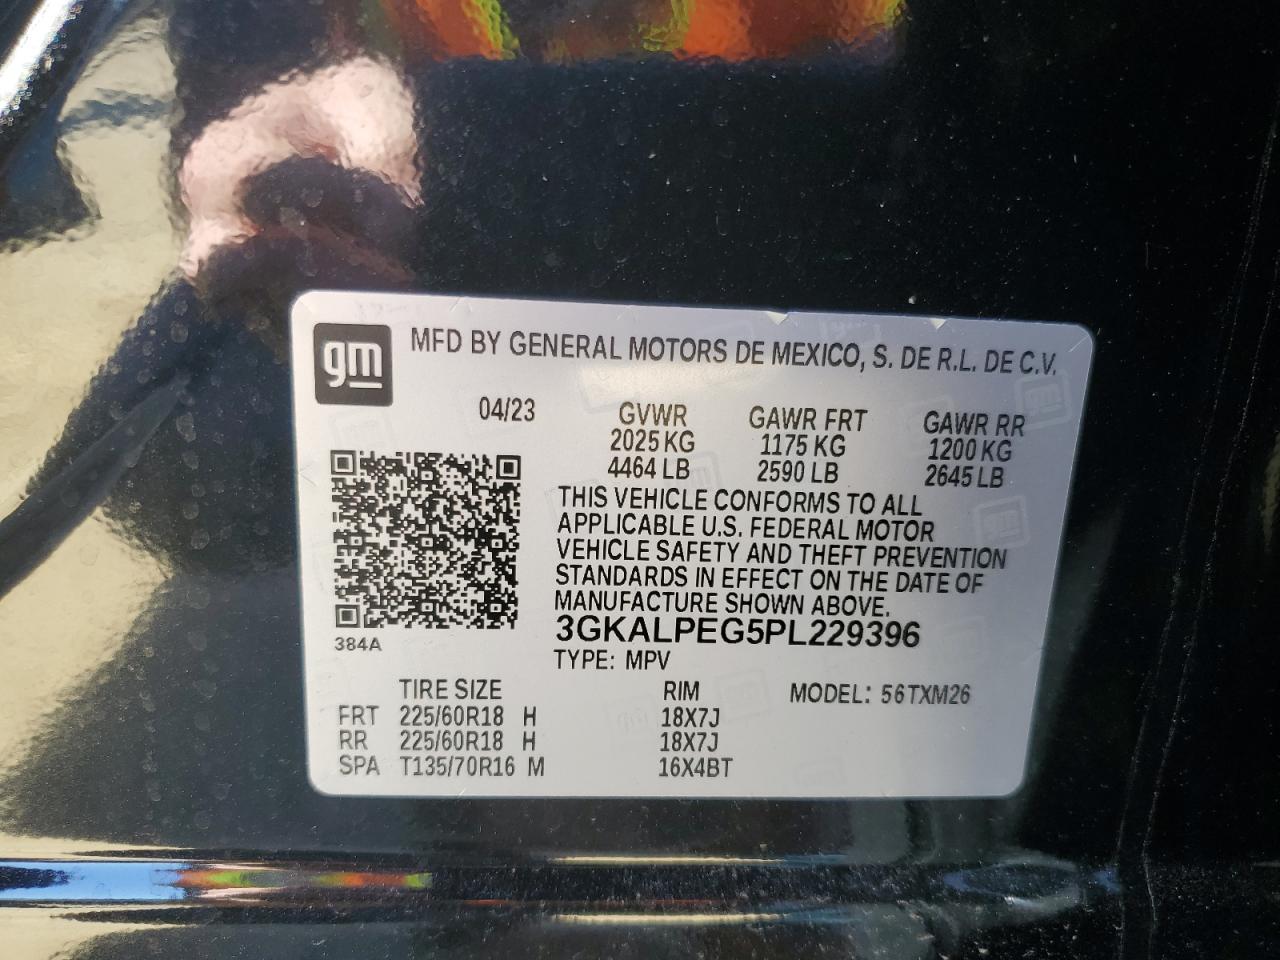 gm
MFD BY GENERAL MOTORS DE MEXICO, S. DE R.L. DE C.V.
04/23 GVWR GAWR FRT GAWR RR
2025 KG 1175 KG 1200 KG
4464 LB 2590 LB 2645 LB
THIS VEHICLE CONFORMS TO ALL
APPLICABLE U.S. FEDERAL MOTOR
VEHICLE SAFETY AND THEFT PREVENTION
STANDARDS IN EFFECT ON THE DATE OF
MANUFACTURE SHOWN ABOVE.
3GKALPEG5PL229396
384A
TYPE: MPV
TIRE SIZE RIM MODEL: 56TXM26
FRT 225/60R18 H 18X7J
RR 225/60R18 H 18X7J
SPA T135/70R16 M 16X4BT